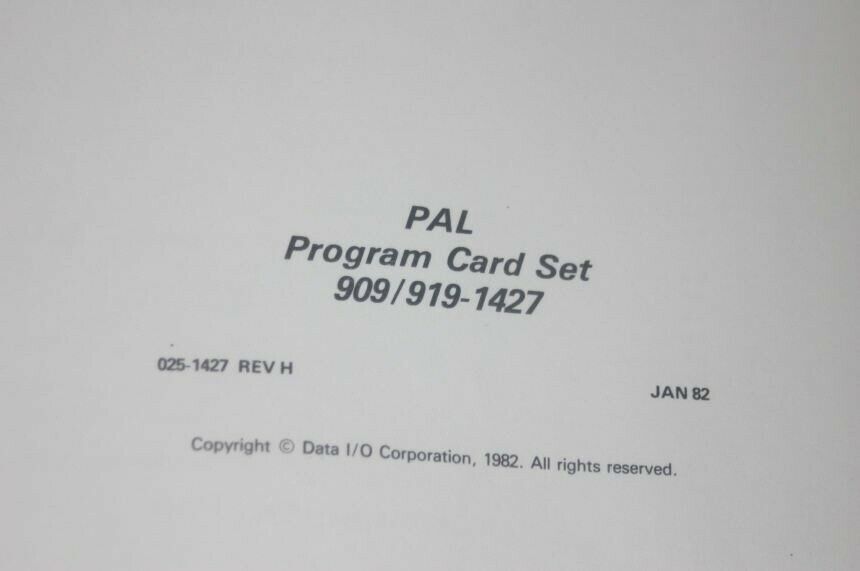 PAL
Program Card Set
909/919-1427
025-1427 REV H
JAN 82
Copyright © Data I/O Corporation, 1982. All rights reserved.